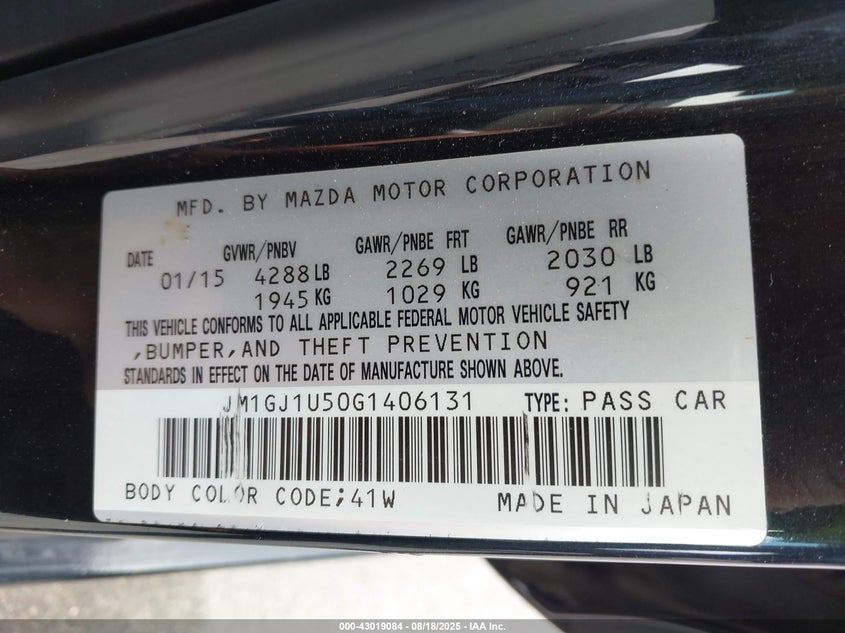 MFD. BY MAZDA MOTOR CORPORATION
DATE GVWR/PNBV GAWR/PNBE FRT GAWR/PNBE RR
01/15 4288 LB 2269 LB 2030 LB
1945 KG 1029 KG 921 KG
THIS VEHICLE CONFORMS TO ALL APPLICABLE FEDERAL MOTOR VEHICLE SAFETY
,BUMPER,AND THEFT PREVENTION
STANDARDS IN EFFECT ON THE DATE OF MANUFACTURE SHOWN ABOVE.
JM1GJ1U50G1406131 TYPE: PASS CAR
BODY COLOR CODE;41W MADE IN JAPAN
000-43019084 - 08/18/2025 - IAA Inc.